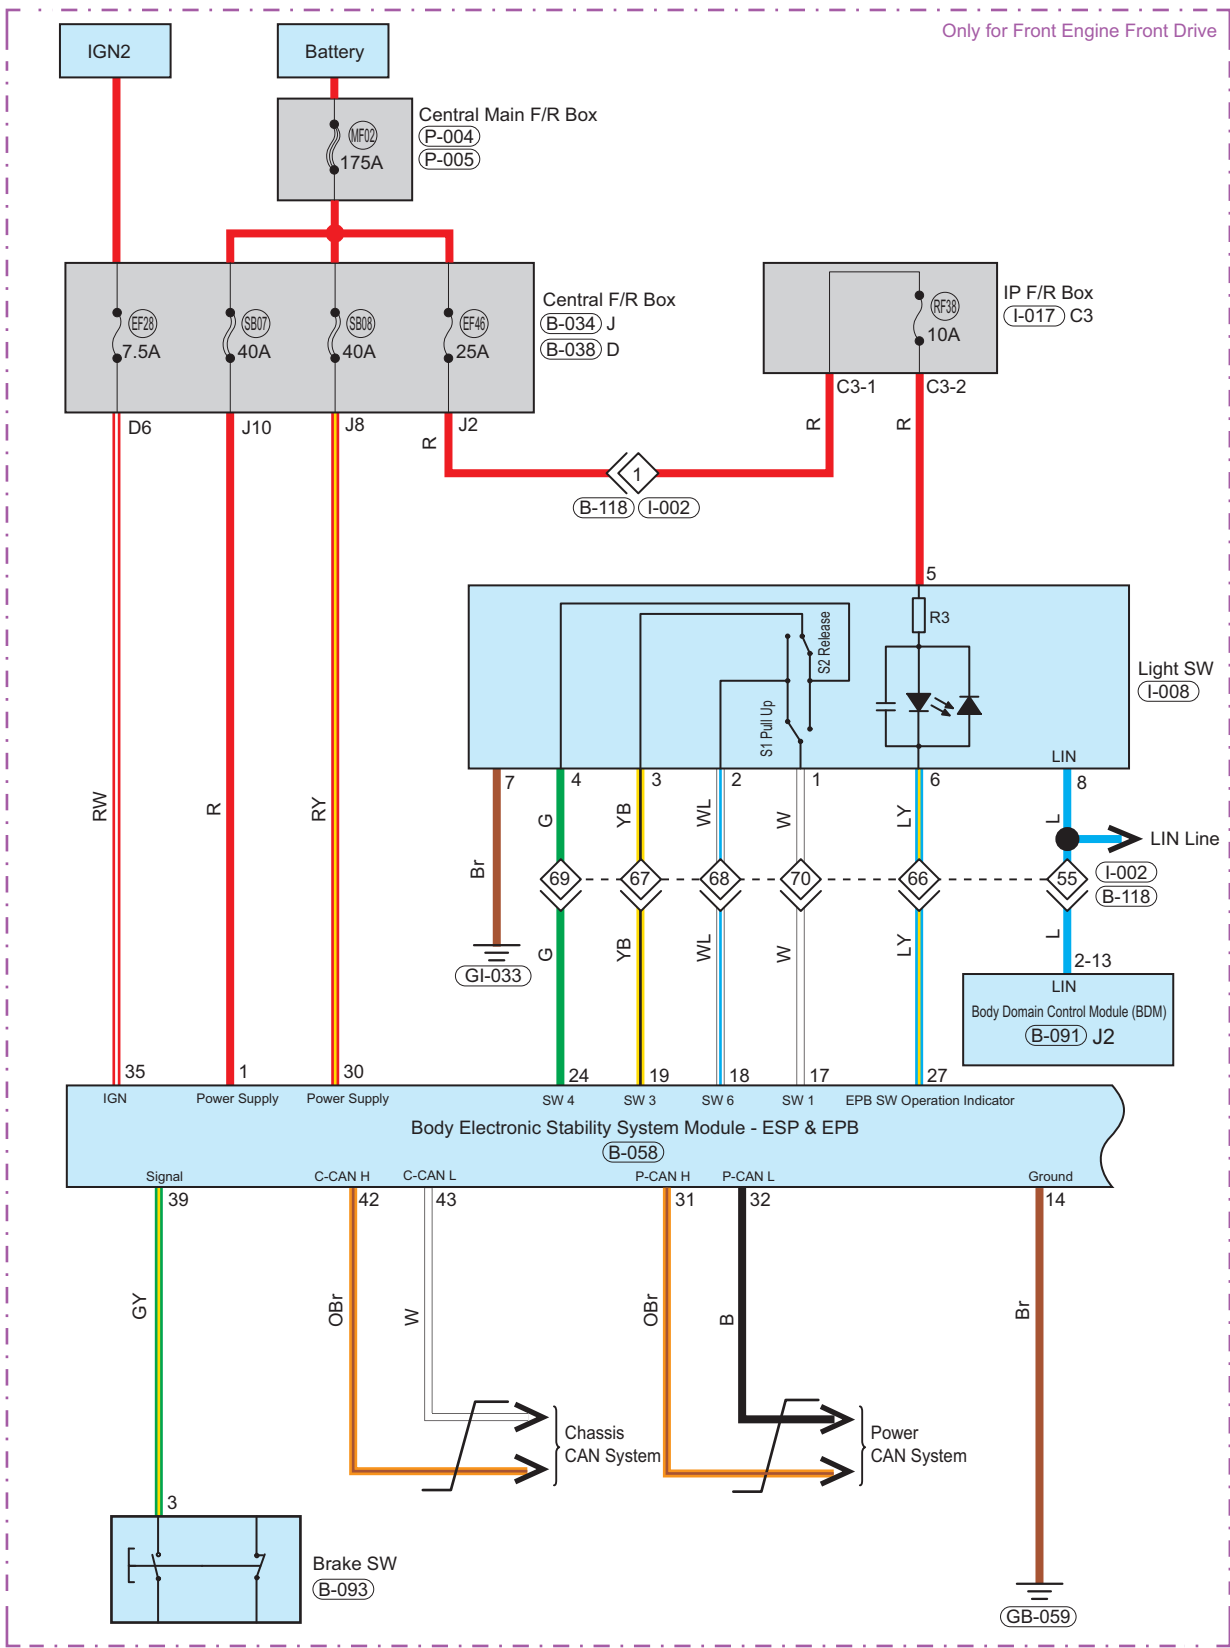 Only for Front Engine Front Drive
IGN2
Battery
Central Main F/R Box
P-004
P-005
MF02
175A
Central F/R Box
B-034 J
B-038 D
EF28
7.5A
SB07
40A
SB08
40A
EF46
25A
IP F/R Box
I-017 C3
RF38
10A
D6
J10
J8
J2
C3-1
C3-2
R
R
R
1
B-118 I-002
5
R3
S2 Release
S1 Pull Up
Light SW
I-008
LIN
7
4
3
2
1
6
8
RW
R
RY
Br
G
YB
WL
W
LY
L
LIN Line
69
67
68
70
66
55
I-002
B-118
GI-033
G
YB
WL
W
LY
L
2-13
LIN
Body Domain Control Module (BDM)
B-091 J2
35
1
30
24
19
18
17
27
IGN
Power Supply
Power Supply
SW 4
SW 3
SW 6
SW 1
EPB SW Operation Indicator
Body Electronic Stability System Module - ESP & EPB
B-058
Signal
C-CAN H
C-CAN L
P-CAN H
P-CAN L
Ground
39
42
43
31
32
14
GY
OBr
W
OBr
B
Br
Chassis
CAN System
Power
CAN System
3
Brake SW
B-093
GB-059